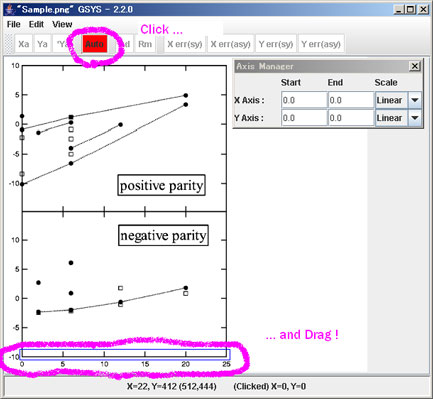 "Sample.png" GSYS - 2.2.0
File Edit View
Click ...
Xa Ya Auto Rm X err(sy) X err(asy) Y err(sy) Y err(asy)
Axis Manager
Start End Scale
X Axis : 0.0 0.0 Linear
Y Axis : 0.0 0.0 Linear
10
5
0
-5
-10
positive parity
10
negative parity
5
0
-5
-10
0 5 10 15 20 25
... and Drag !
X=22, Y=412 (512,444) (Clicked) X=0, Y=0